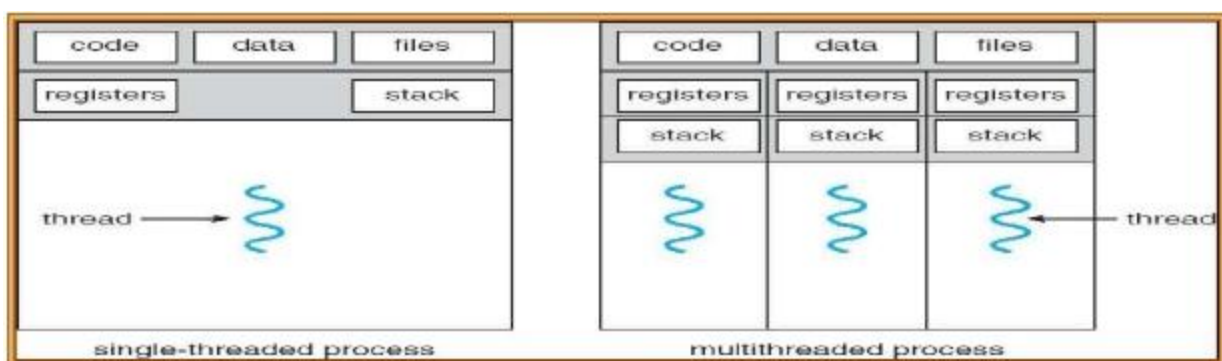 code data files
registers stack
thread
single-threaded process
code data files
registers registers registers
stack stack stack
thread
multithreaded process